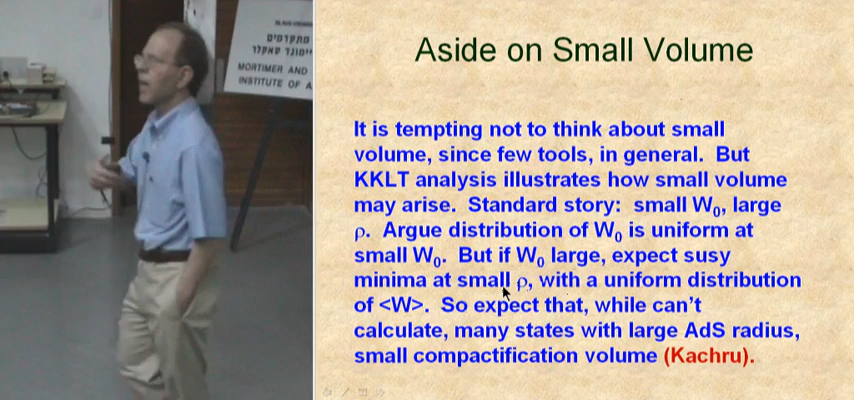 מתקדמים
ימונד סאקלר
MORTIMER AND
INSTITUTE OF A
Aside on Small Volume
It is tempting not to think about small
volume, since few tools, in general. But
KKLT analysis illustrates how small volume
may arise. Standard story: small W₀, large
ρ. Argue distribution of W₀ is uniform at
small W₀. But if W₀ large, expect susy
minima at small ρ, with a uniform distribution
of <W>. So expect that, while can't
calculate, many states with large AdS radius,
small compactification volume (Kachru).